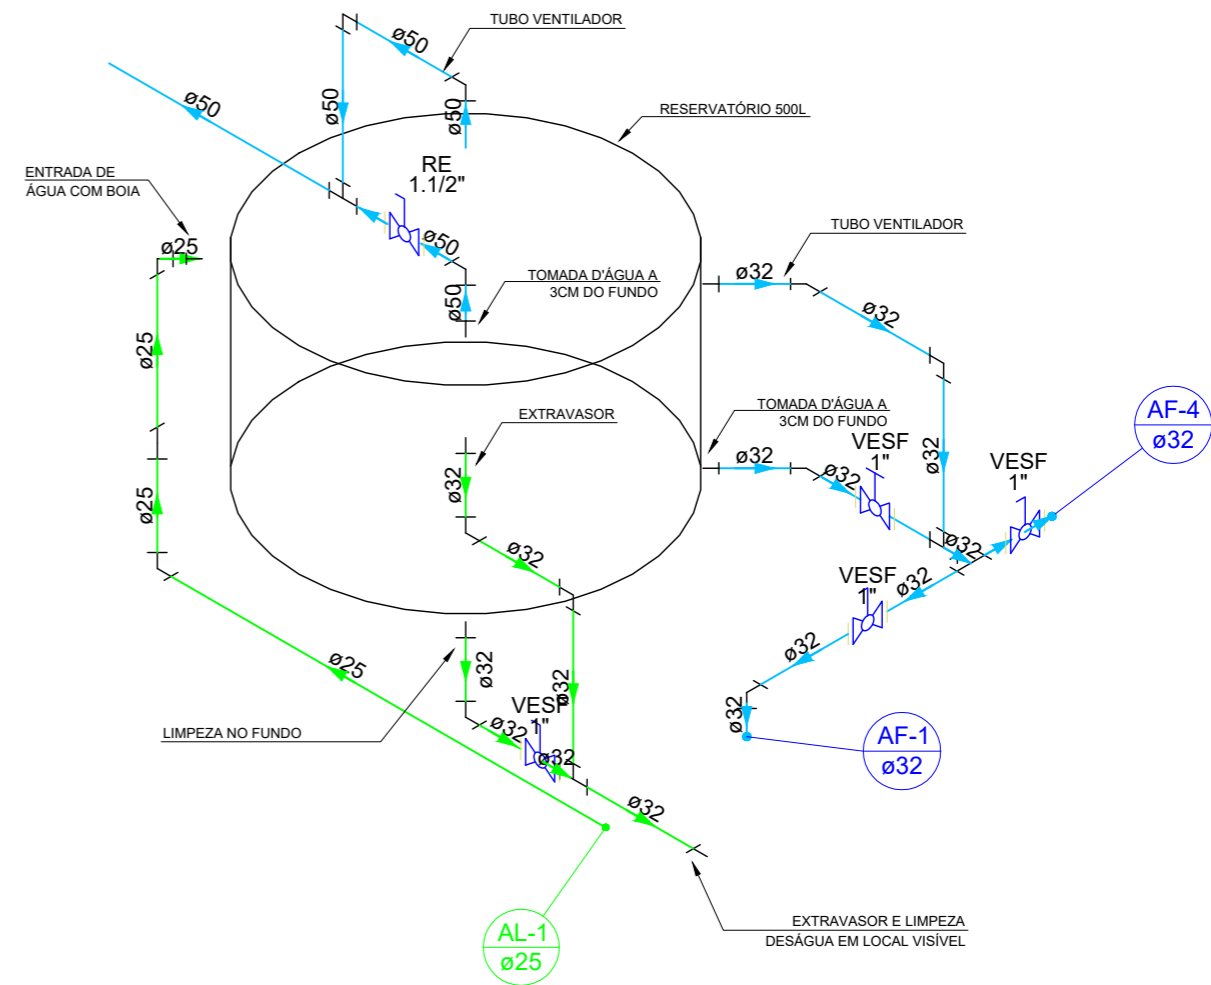 TUBO VENTILADOR
ø50
ø50
ø50
ø50
RESERVATÓRIO 500L
RE
1.1/2"
ENTRADA DE
ÁGUA COM BOIA
ø25
ø50
TOMADA D'ÁGUA A
3CM DO FUNDO
ø50
TUBO VENTILADOR
ø32
ø32
ø25
TOMADA D'ÁGUA A
3CM DO FUNDO
EXTRAVASOR
AF-4
ø32
VESF
1"
VESF
1"
ø32
ø32
ø32
ø32
ø25
ø32
ø32
VESF
1"
ø32
ø32
ø25
ø32
ø32
ø32
VESF
1"
ø32
ø32
LIMPEZA NO FUNDO
AF-1
ø32
ø32
EXTRAVASOR E LIMPEZA
DESÁGUA EM LOCAL VISÍVEL
AL-1
ø25